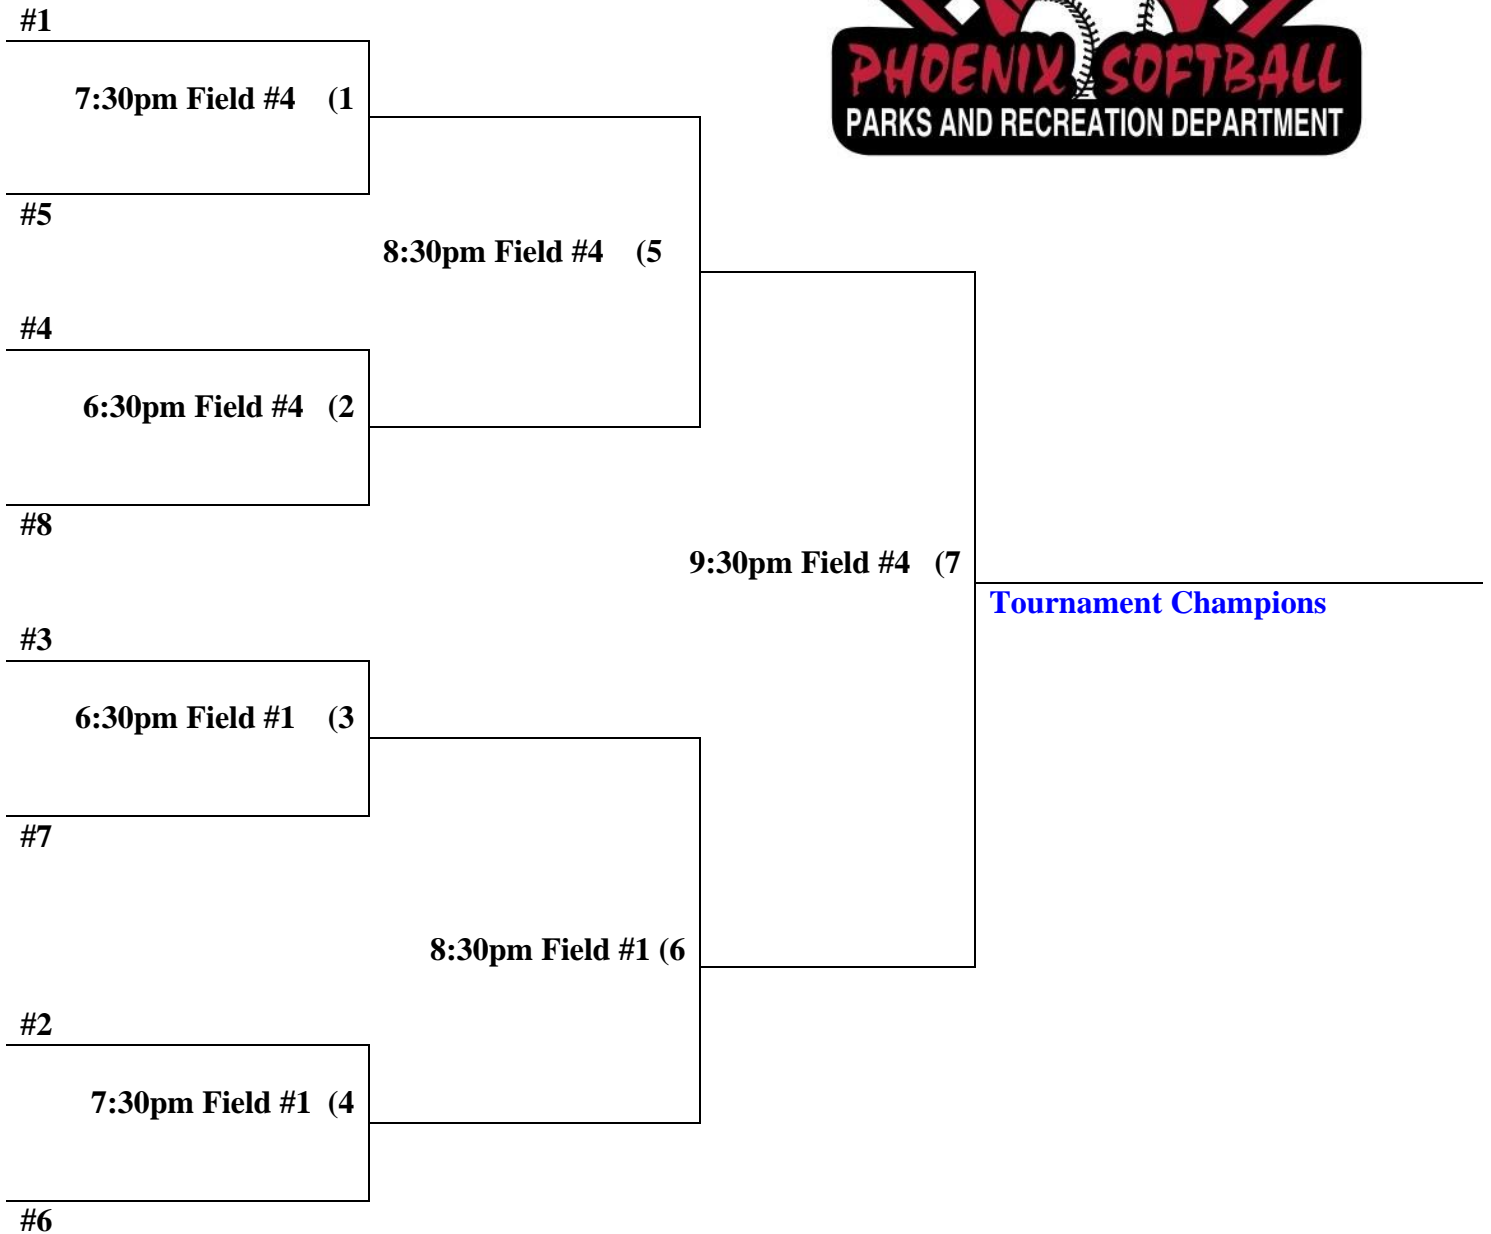 #1
PHOENIX SOFTBALL
PARKS AND RECREATION DEPARTMENT
7:30pm Field #4 (1
#5
8:30pm Field #4 (5
#4
6:30pm Field #4 (2
#8
9:30pm Field #4 (7
Tournament Champions
#3
6:30pm Field #1 (3
#7
8:30pm Field #1 (6
#2
7:30pm Field #1 (4
#6